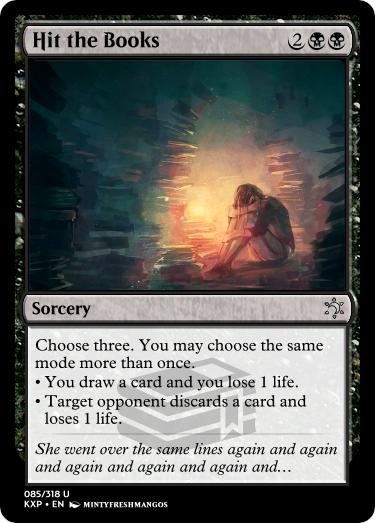 Hit the Books 2
Sorcery
Choose three. You may choose the same
mode more than once.
• You draw a card and you lose 1 life.
• Target opponent discards a card and
loses 1 life.
She went over the same lines again and again
and again and again and again and…
085/318 U
KXP • EN MINTYFRESHMANGOS